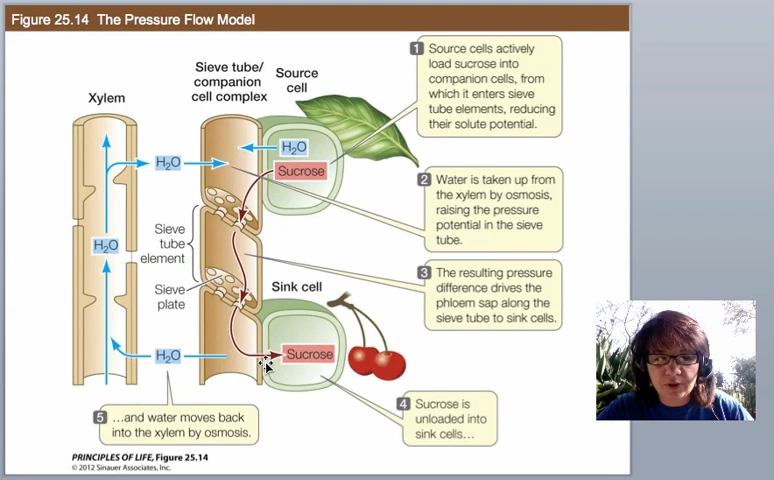 Figure 25.14 The Pressure Flow Model
Xylem
Sieve tube/
companion
cell complex
Source
cell
1 Source cells actively
load sucrose into
companion cells, from
which it enters sieve
tube elements, reducing
their solute potential.
H₂O
H₂O
Sucrose
2 Water is taken up from
the xylem by osmosis,
raising the pressure
potential in the sieve
tube.
H₂O
Sieve
tube
element
Sieve
plate
3 The resulting pressure
difference drives the
phloem sap along the
sieve tube to sink cells.
Sink cell
H₂O
Sucrose
4 Sucrose is
unloaded into
sink cells…
5 …and water moves back
into the xylem by osmosis.
PRINCIPLES OF LIFE, Figure 25.14
© 2012 Sinauer Associates, Inc.